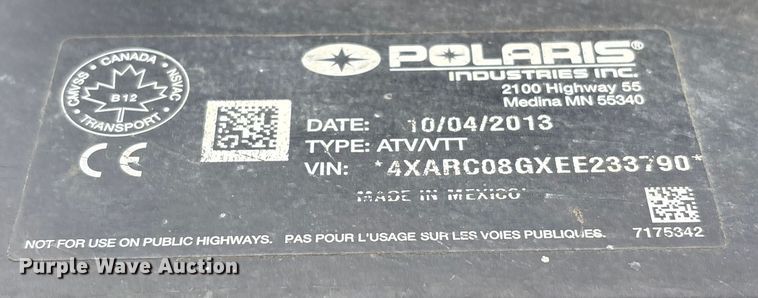 CANADA
CMVSS
NSVAC
B12
TRANSPORT
CE
POLARIS®
INDUSTRIES INC.
2100 Highway 55
Medina MN 55340
DATE: 10/04/2013
TYPE: ATV/VTT
VIN: *4XARC08GXEE233790*
MADE IN MEXICO
NOT FOR USE ON PUBLIC HIGHWAYS. PAS POUR L'USAGE SUR LES VOIES PUBLIQUES.
7175342
Purple Wave Auction